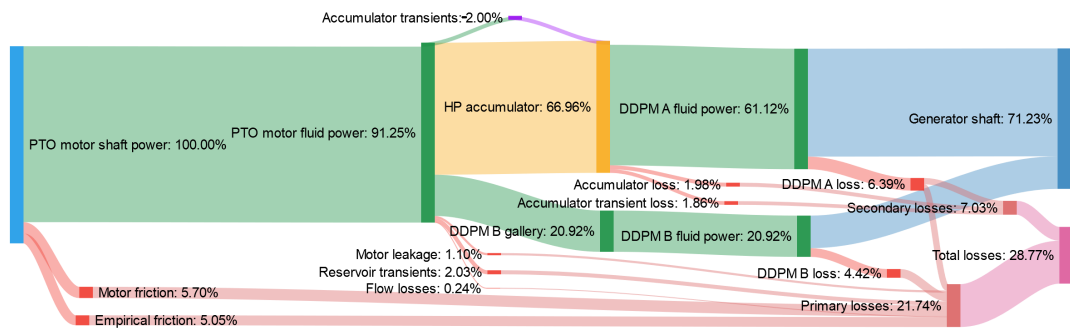 Accumulator transients: 2.00%
HP accumulator: 66.96%
DDPM A fluid power: 61.12%
Generator shaft: 71.23%
PTO motor shaft power: 100.00%
PTO motor fluid power: 91.25%
Accumulator loss: 1.98%
DDPM A loss: 6.39%
Accumulator transient loss: 1.86%
Secondary losses: 7.03%
DDPM B gallery: 20.92%
DDPM B fluid power: 20.92%
Motor leakage: 1.10%
Total losses: 28.77%
Reservoir transients: 2.03%
DDPM B loss: 4.42%
Flow losses: 0.24%
Motor friction: 5.70%
Primary losses: 21.74%
Empirical friction: 5.05%